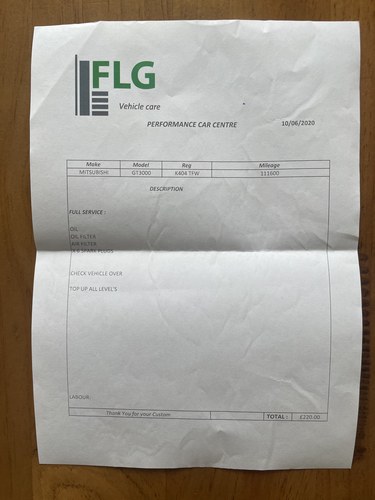 FLG
Vehicle care
PERFORMANCE CAR CENTRE 10/06/2020
Make Model Reg Mileage
MITSUBISHI GT3000 K404 TFW 111600
DESCRIPTION
FULL SERVICE :
OIL
OIL FILTER
AIR FILTER
SPARK PLUGS
CHECK VEHICLE OVER
TOP UP ALL LEVEL'S
LABOUR
Thank You for your Custom TOTAL : £220.00